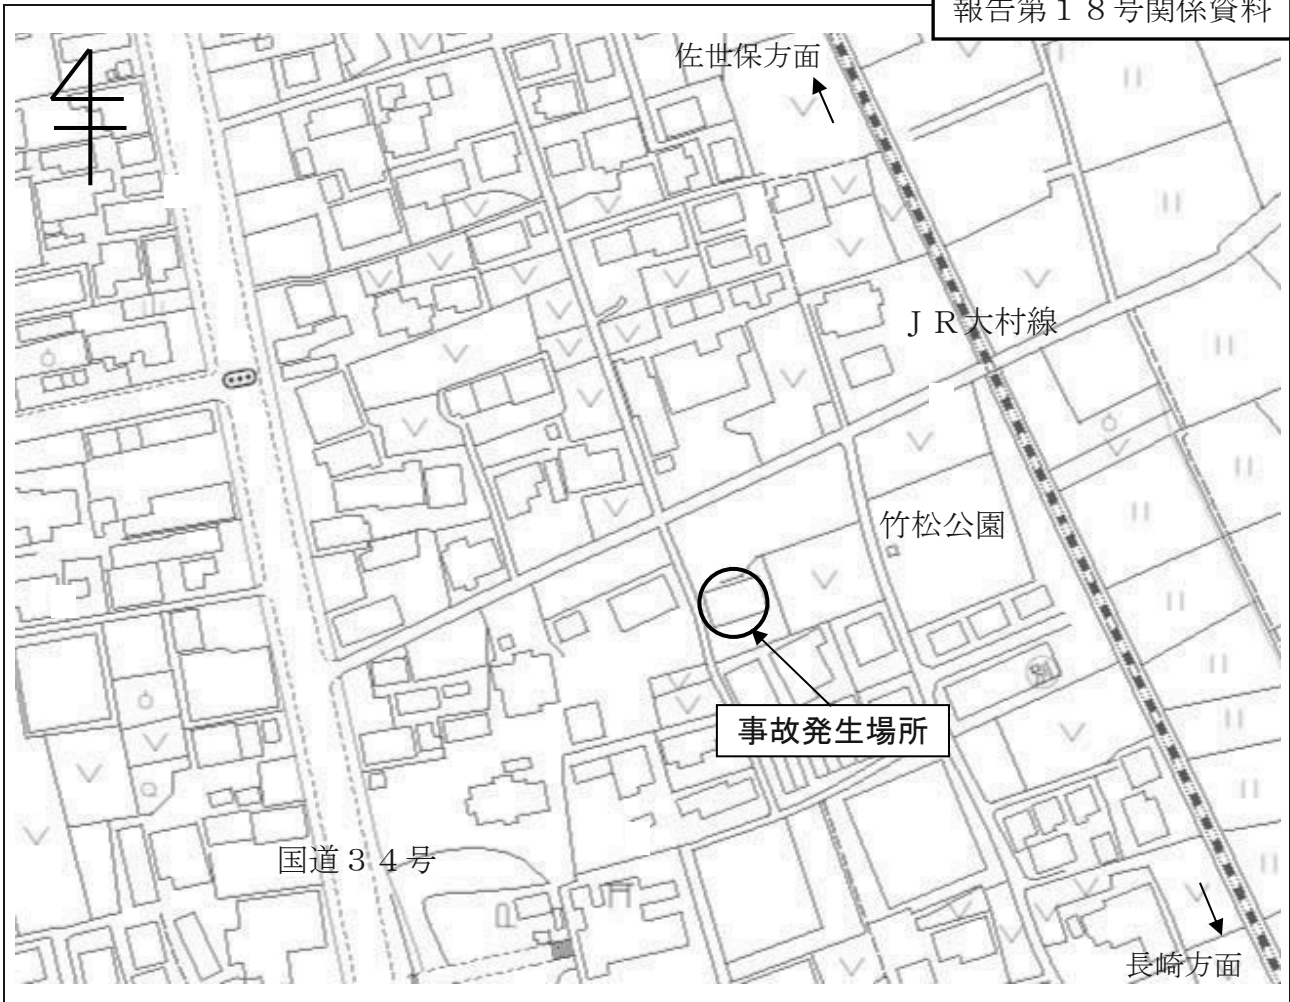 報告第１８号関係資料
佐世保方面
ＪＲ大村線
竹松公園
事故発生場所
国道３４号
長崎方面